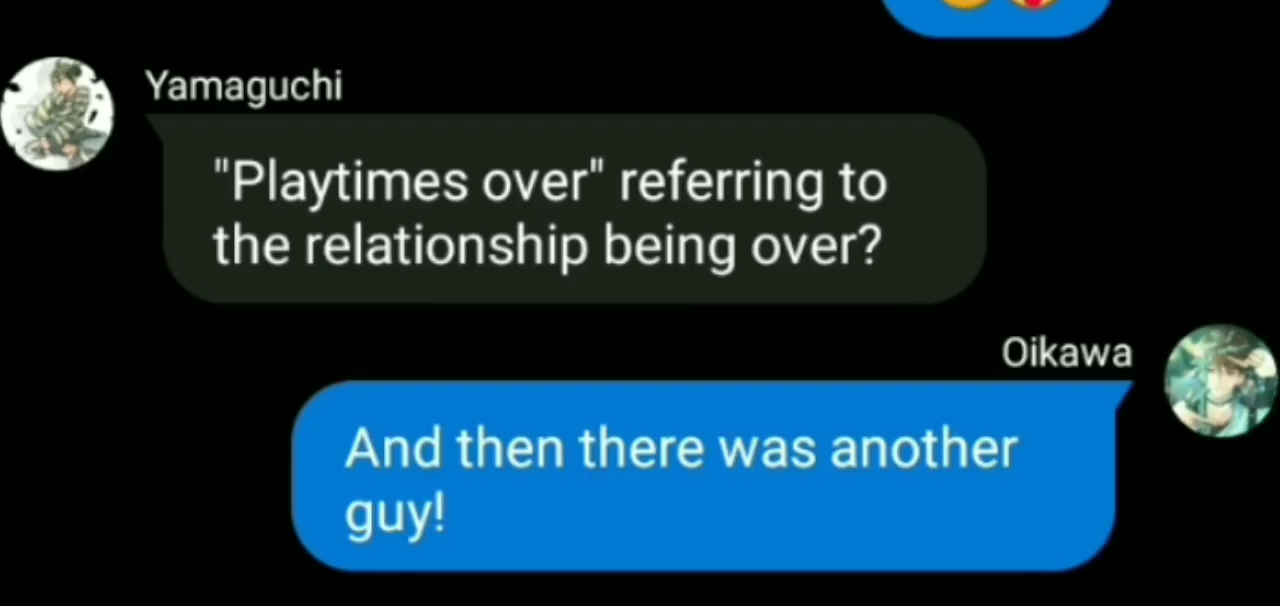 Yamaguchi
"Playtimes over" referring to
the relationship being over?
Oikawa
And then there was another
guy!